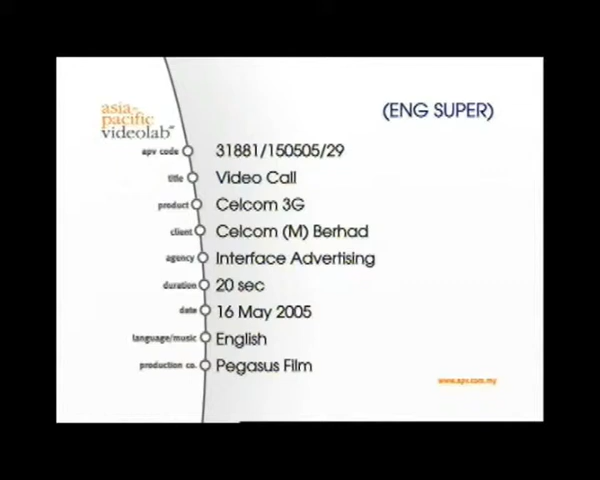 (ENG SUPER)
asia-
pacific
videolab
apv code 31881/150505/29
title Video Call
product Celcom 3G
client Celcom (M) Berhad
agency Interface Advertising
duration 20 sec
date 16 May 2005
language/music English
production co. Pegasus Film
www.apv.com.my